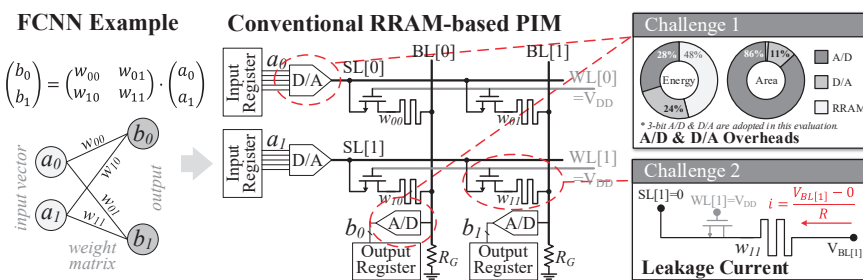 FCNN Example
(b0 b1) = (w00 w01 w10 w11) · (a0 a1)
input vector
a0
a1
w00
w10
w01
w11
b0
b1
output
weight
matrix
Conventional RRAM-based PIM
BL[0]
BL[1]
Input
Register
a0
D/A
SL[0]
WL[0]
=VDD
w00
w01
Input
Register
a1
D/A
SL[1]
WL[1]
=VDD
w10
w11
b0
A/D
Output
Register
RG
b1
A/D
Output
Register
RG
Challenge 1
28%
48%
24%
Energy
86%
11%
Area
A/D
D/A
RRAM
* 3-bit A/D & D/A are adopted in this evaluation.
A/D & D/A Overheads
Challenge 2
SL[1]=0
WL[1]=VDD
i = (VBL[1] − 0) / R
w11
VBL[1]
Leakage Current